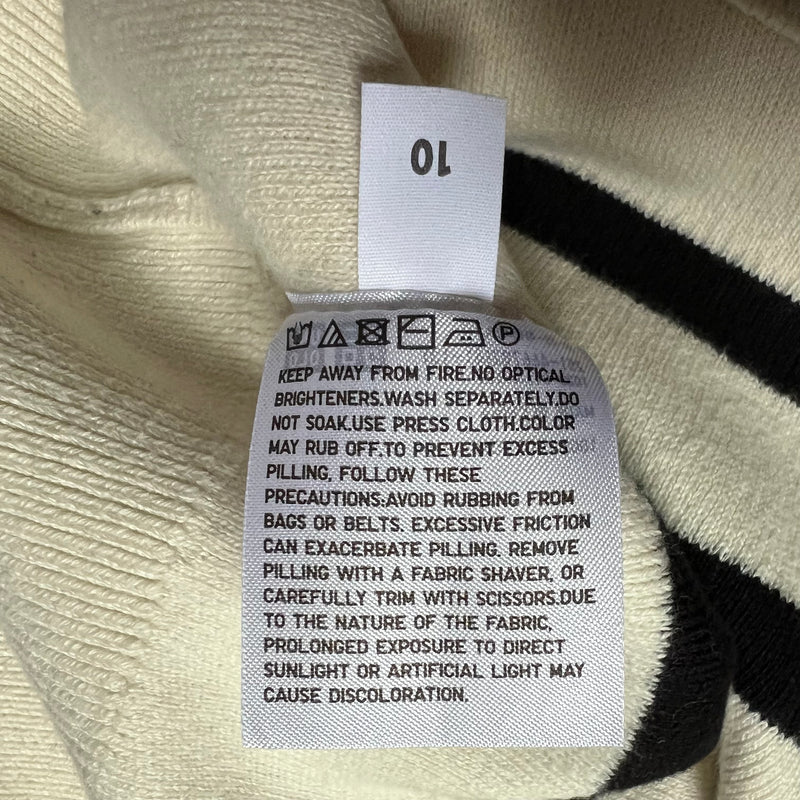 10
P
KEEP AWAY FROM FIRE.NO OPTICAL
BRIGHTENERS.WASH SEPARATELY.DO
NOT SOAK.USE PRESS CLOTH.COLOR
MAY RUB OFF.TO PREVENT EXCESS
PILLING, FOLLOW THESE
PRECAUTIONS:AVOID RUBBING FROM
BAGS OR BELTS. EXCESSIVE FRICTION
CAN EXACERBATE PILLING. REMOVE
PILLING WITH A FABRIC SHAVER, OR
CAREFULLY TRIM WITH SCISSORS.DUE
TO THE NATURE OF THE FABRIC,
PROLONGED EXPOSURE TO DIRECT
SUNLIGHT OR ARTIFICIAL LIGHT MAY
CAUSE DISCOLORATION.